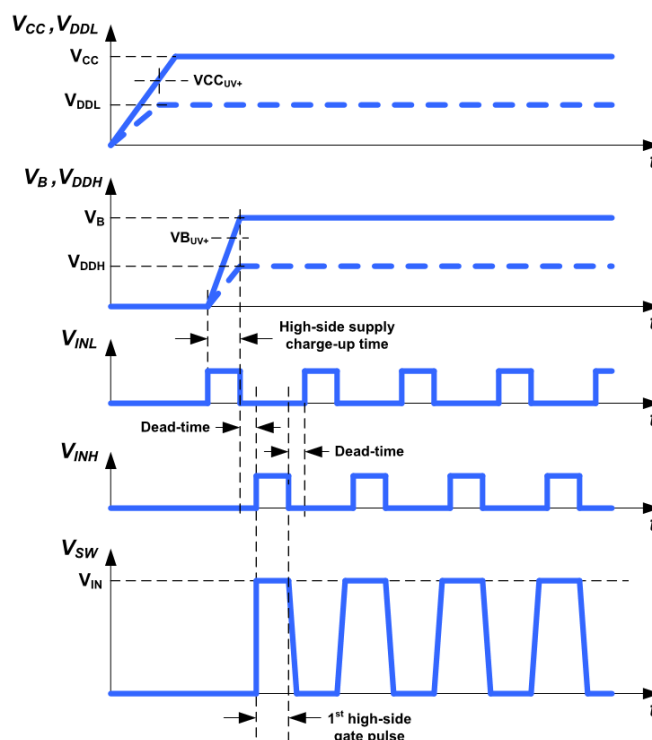 VCC, VDDL
VCC
VCCUV+
VDDL
t
VB, VDDH
VB
VBUV+
VDDH
t
High-side supply
charge-up time
VINL
t
Dead-time
Dead-time
VINH
t
VSW
VIN
t
1st high-side
gate pulse